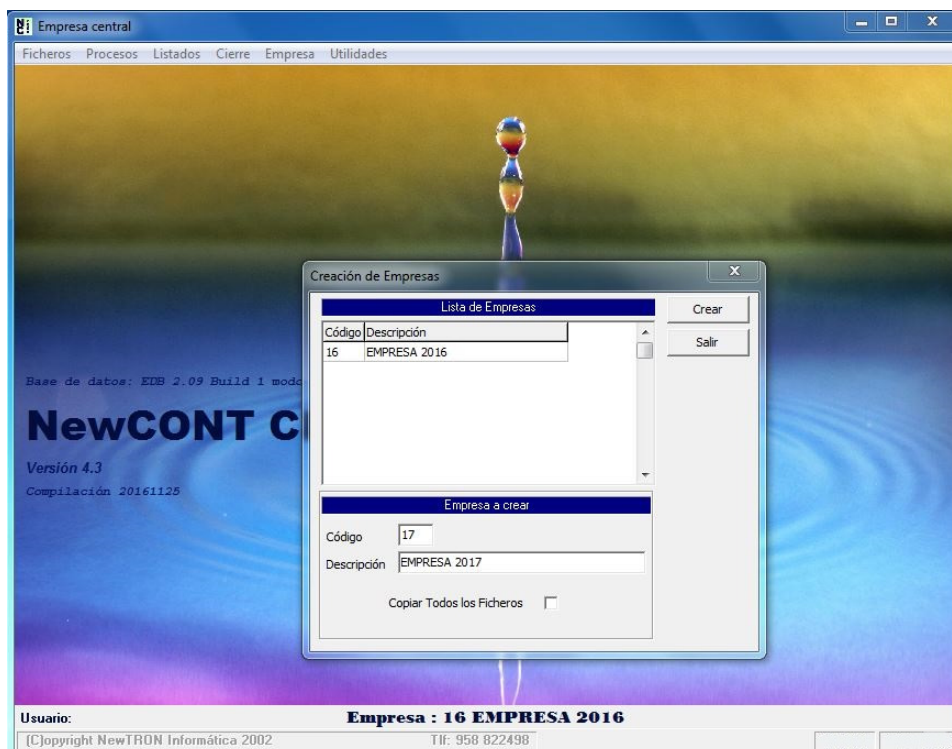 Empresa central
Ficheros Procesos Listados Cierre Empresa Utilidades
Creación de Empresas
Lista de Empresas
Crear
Salir
Código Descripción
16 EMPRESA 2016
Base de datos: EDB 2.09 Build 1 modo
NewCONT C
Versión 4.3
Compilación 20161125
Empresa a crear
Código 17
Descripción EMPRESA 2017
Copiar Todos los Ficheros
Usuario: Empresa : 16 EMPRESA 2016
(C)opyright NewTRON Informática 2002 Tlf: 958 822498